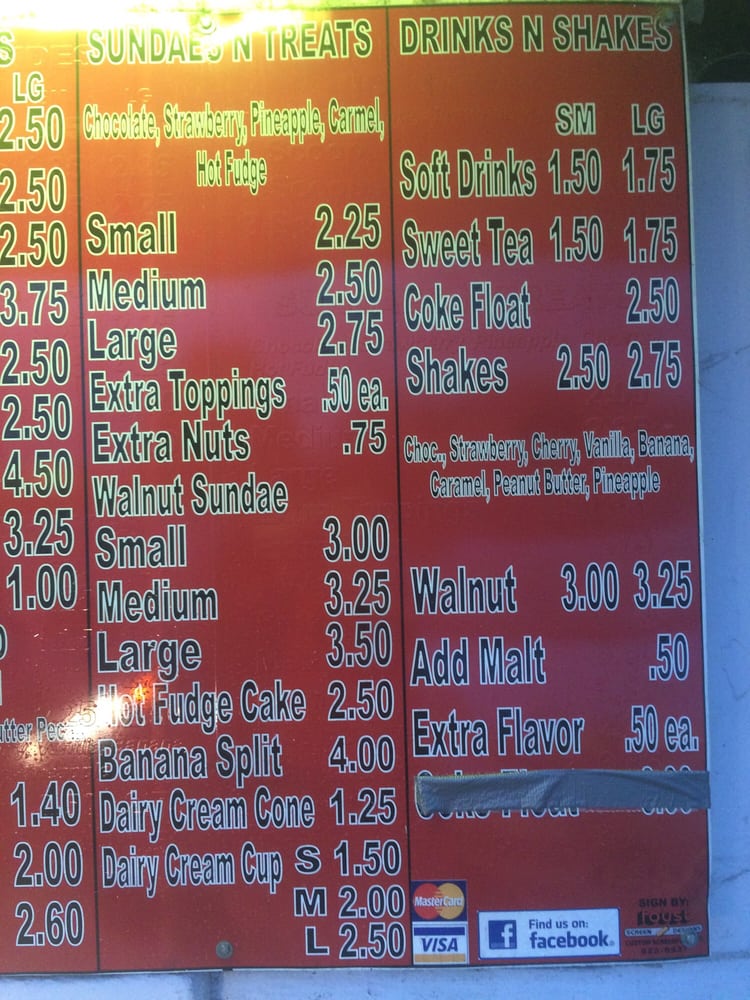 S
LG
2.50
2.50
2.50
3.75
2.50
2.50
4.50
3.25
1.00
utter Pec
1.40
2.00
2.60
SUNDAES N TREATS
Chocolate, Strawberry, Pineapple, Carmel,
Hot Fudge
Small 2.25
Medium 2.50
Large 2.75
Extra Toppings .50 ea.
Extra Nuts .75
Walnut Sundae
Small 3.00
Medium 3.25
Large 3.50
Hot Fudge Cake 2.50
Banana Split 4.00
Dairy Cream Cone 1.25
Dairy Cream Cup S 1.50
M 2.00
L 2.50
DRINKS N SHAKES
SM LG
Soft Drinks 1.50 1.75
Sweet Tea 1.50 1.75
Coke Float 2.50
Shakes 2.50 2.75
Choc., Strawberry, Cherry, Vanilla, Banana,
Caramel, Peanut Butter, Pineapple
Walnut 3.00 3.25
Add Malt .50
Extra Flavor .50 ea.
MasterCard
VISA
Find us on:
facebook.
SIGN BY:
roust